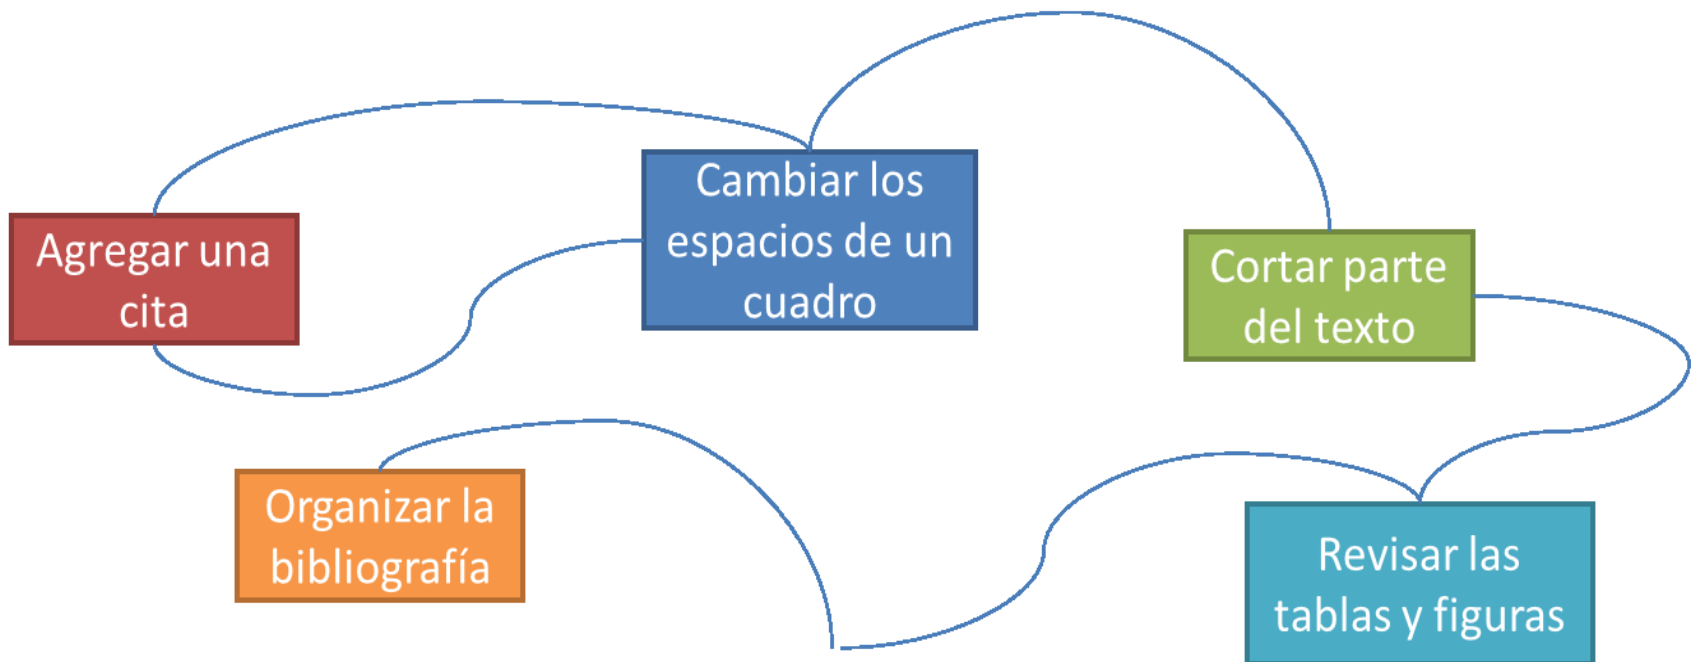 Agregar una
cita
Cambiar los
espacios de un
cuadro
Cortar parte
del texto
Organizar la
bibliografía
Revisar las
tablas y figuras